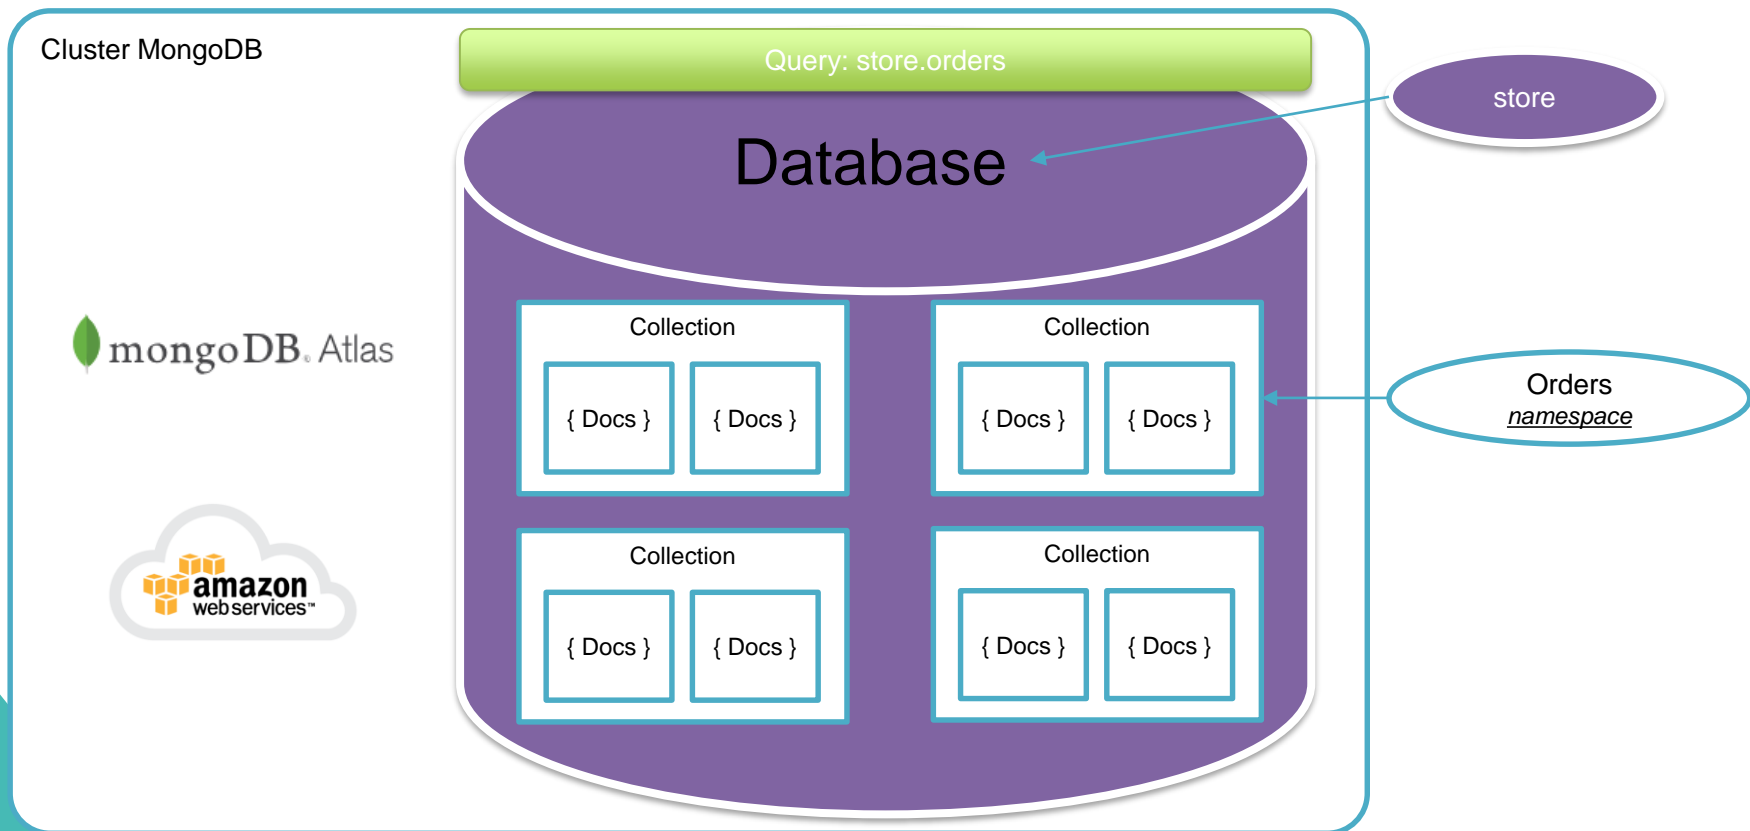 Cluster MongoDB
Query: store.orders
store
Database
mongoDB. Atlas
amazon
web services™
Collection
{ Docs } { Docs }
Collection
{ Docs } { Docs }
Orders
namespace
Collection
{ Docs } { Docs }
Collection
{ Docs } { Docs }